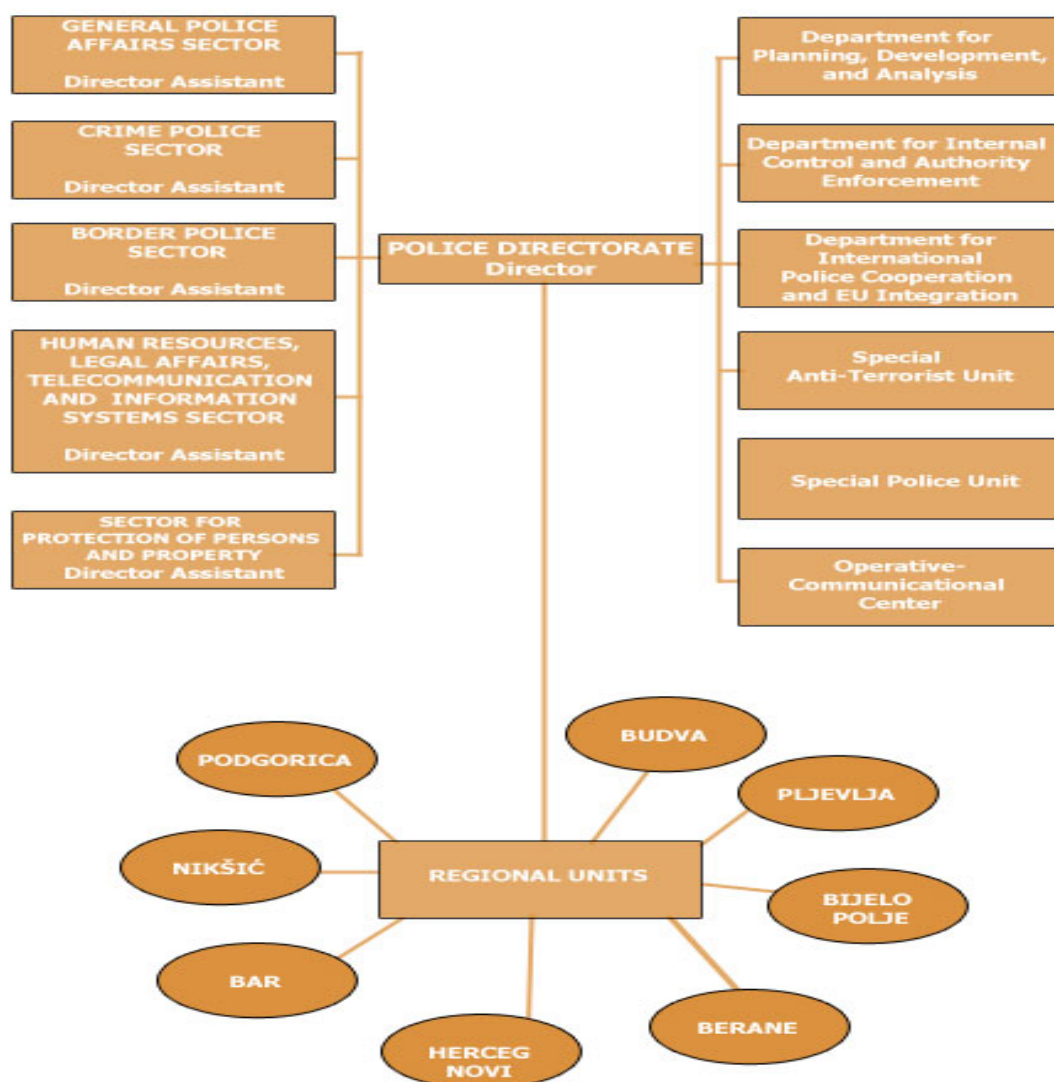 GENERAL POLICE
AFFAIRS SECTOR
Director Assistant
CRIME POLICE
SECTOR
Director Assistant
BORDER POLICE
SECTOR
Director Assistant
HUMAN RESOURCES,
LEGAL AFFAIRS,
TELECOMMUNICATION
AND INFORMATION
SYSTEMS SECTOR
Director Assistant
SECTOR FOR
PROTECTION OF PERSONS
AND PROPERTY
Director Assistant
POLICE DIRECTORATE
Director
Department for
Planning, Development,
and Analysis
Department for Internal
Control and Authority
Enforcement
Department for
International
Police Cooperation
and EU Integration
Special
Anti-Terrorist Unit
Special Police Unit
Operative-
Communicational
Center
PODGORICA
BUDVA
PLJEVLJA
NIKŠIĆ
REGIONAL UNITS
BIJELO
POLJE
BAR
HERCEG
NOVI
BERANE